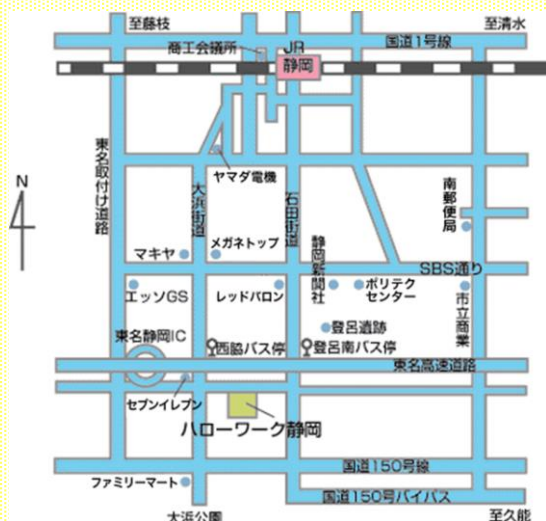 至藤枝
至清水
国道1号線
商工会議所
JR
静岡
N
東名取付け道路
ヤマダ電機
大浜街道
石田街道
南郵便局
マキヤ
メガネトップ
静岡新聞社
SBS通り
エッソGS
レッドバロン
ポリテク
センター
市立商業
登呂遺跡
東名静岡IC
西脇バス停
登呂南バス停
東名高速道路
セブンイレブン
ハローワーク静岡
国道150号線
ファミリーマート
国道150号バイパス
大浜公園
至久能